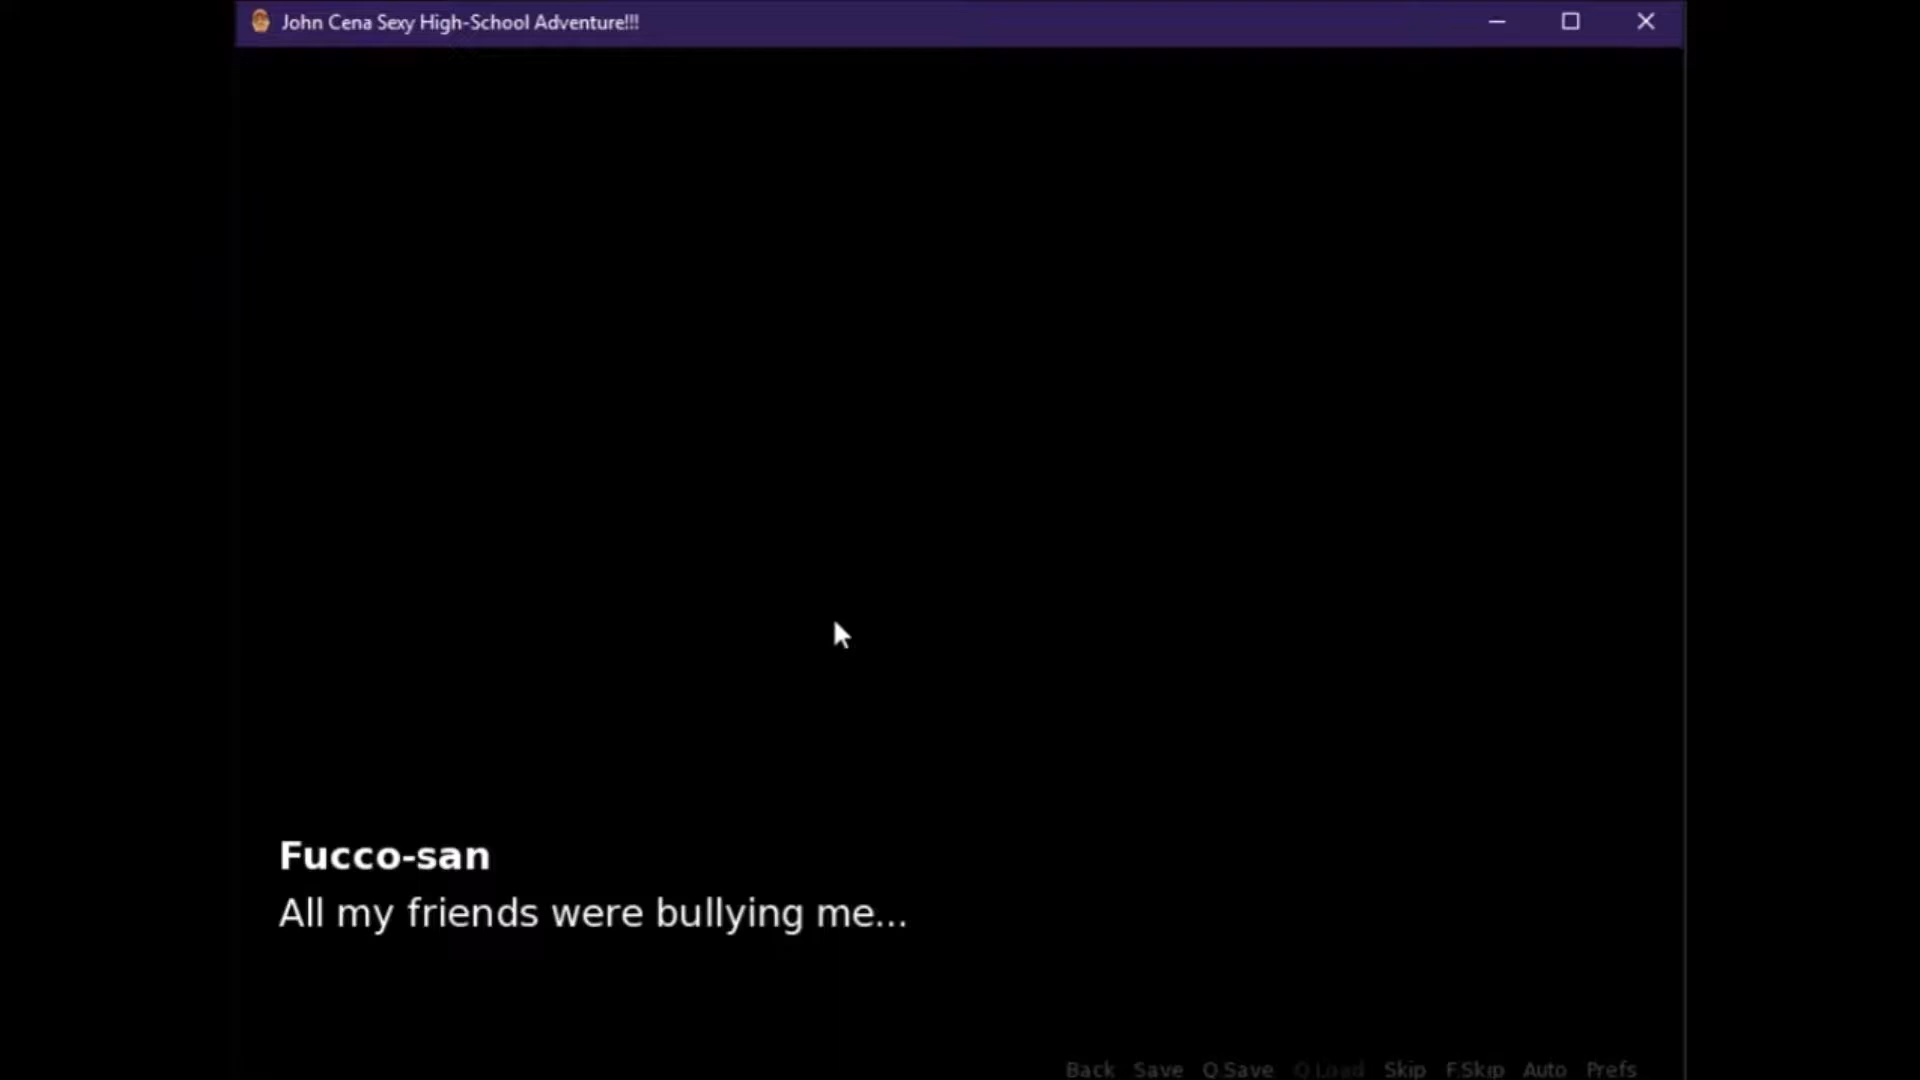 John Cena Sexy High-School Adventure!!!
Fucco-san
All my friends were bullying me...
Back Save Q.Save Q.Load Skip F.Skip Auto Prefs